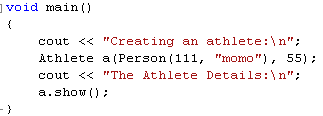 void main()
{
    cout << "Creating an athlete:\n";
    Athlete a(Person(111, "momo"), 55);
    cout << "The Athlete Details:\n";
    a.show();
}